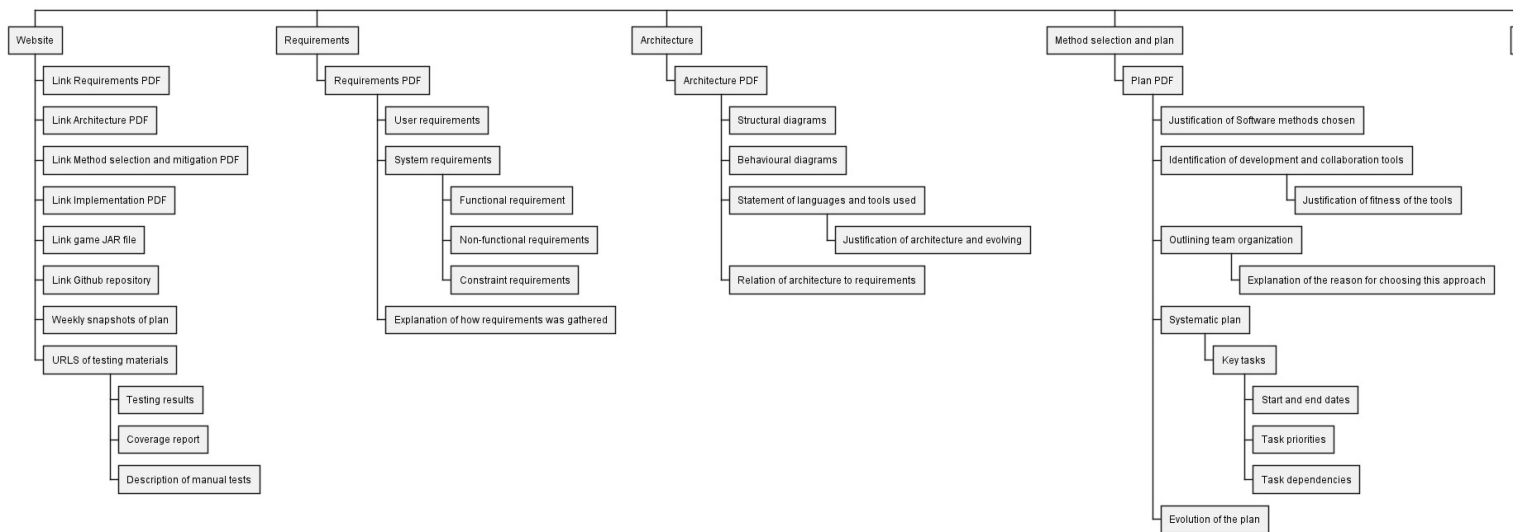 Website
Link Requirements PDF
Link Architecture PDF
Link Method selection and mitigation PDF
Link Implementation PDF
Link game JAR file
Link Github repository
Weekly snapshots of plan
URLS of testing materials
Testing results
Coverage report
Description of manual tests
Requirements
Requirements PDF
User requirements
System requirements
Functional requirement
Non-functional requirements
Constraint requirements
Explanation of how requirements was gathered
Architecture
Architecture PDF
Structural diagrams
Behavioural diagrams
Statement of languages and tools used
Justification of architecture and evolving
Relation of architecture to requirements
Method selection and plan
Plan PDF
Justification of Software methods chosen
Identification of development and collaboration tools
Justification of fitness of the tools
Outlining team organization
Explanation of the reason for choosing this approach
Systematic plan
Key tasks
Start and end dates
Task priorities
Task dependencies
Evolution of the plan